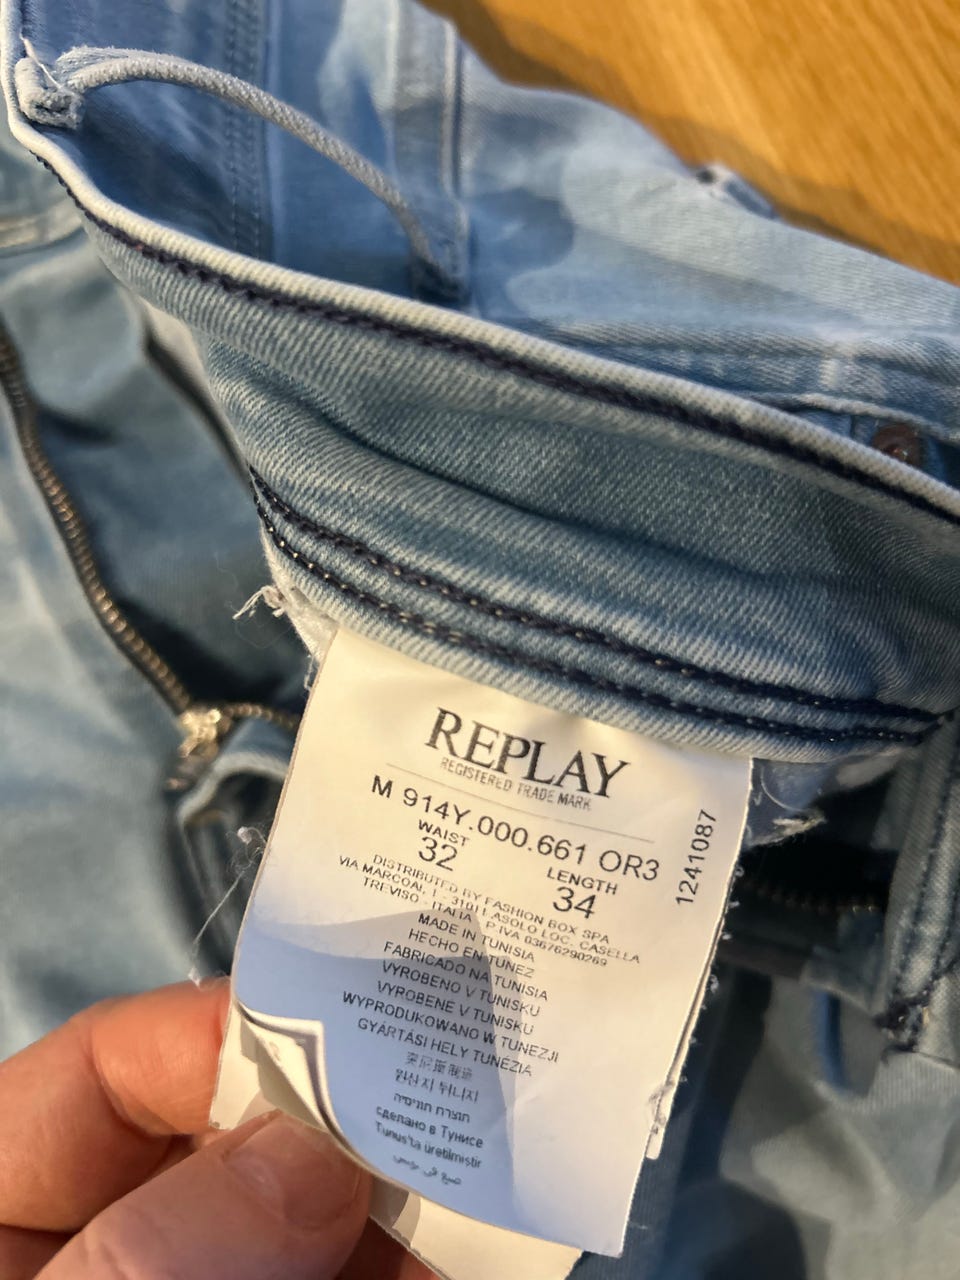 REPLAY
REGISTERED TRADE MARK
M 914Y.000.661 OR3
WAIST
32
LENGTH
34
1241087
DISTRIBUTED BY FASHION BOX SPA
VIA MARCONI, 1 - 31011 ASOLO LOC. CASELLA
TREVISO - ITALIA - P-IVA 03676290269
MADE IN TUNISIA
HECHO EN TUNEZ
FABRICADO NA TUNISIA
VYROBENO V TUNISKU
VYROBENE V TUNISKU
WYPRODUKOWANO W TUNEZJI
GYÁRTÁSI HELY TUNÉZIA
突尼斯制造
원산지 튀니지
תוצרת תוניסיה
сделано в Тунисе
Tunus'ta üretilmiştir
صنع في تونس